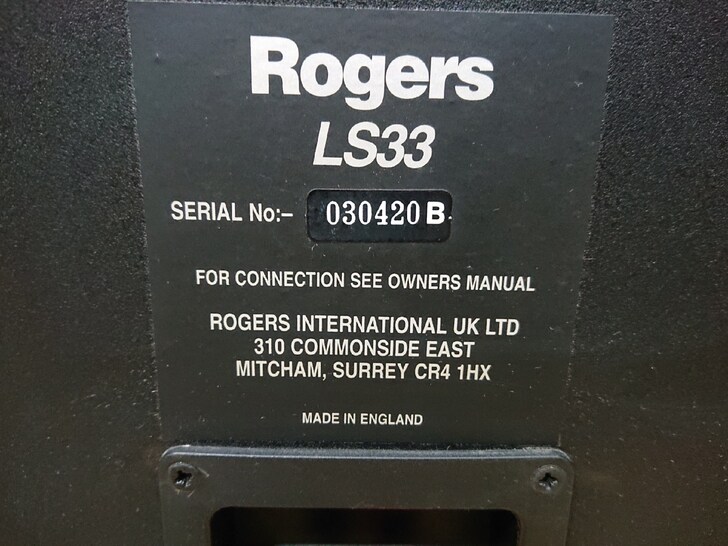 Rogers
LS33
SERIAL No:– 030420 B
FOR CONNECTION SEE OWNERS MANUAL
ROGERS INTERNATIONAL UK LTD
310 COMMONSIDE EAST
MITCHAM, SURREY CR4 1HX
MADE IN ENGLAND